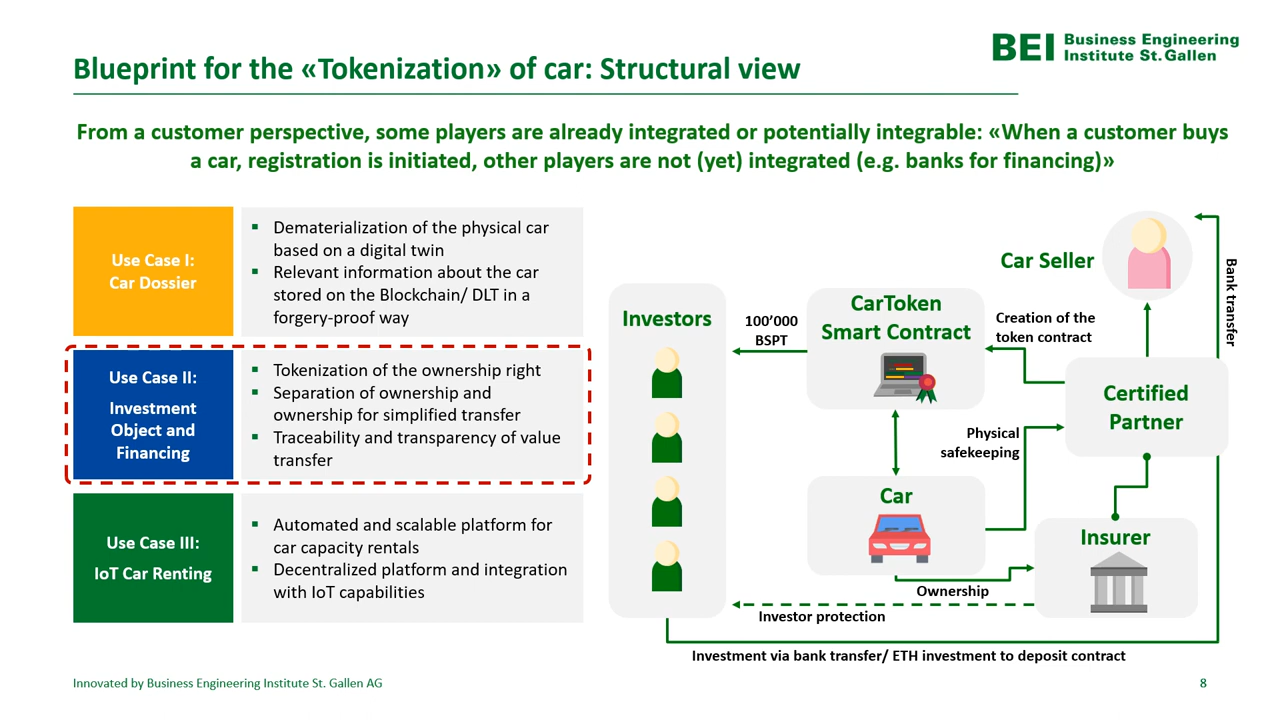 BEI Business Engineering
Institute St. Gallen
Blueprint for the «Tokenization» of car: Structural view
From a customer perspective, some players are already integrated or potentially integrable: «When a customer buys
a car, registration is initiated, other players are not (yet) integrated (e.g. banks for financing)»
Use Case I:
Car Dossier
▪ Dematerialization of the physical car
based on a digital twin
▪ Relevant information about the car
stored on the Blockchain/ DLT in a
forgery-proof way
Use Case II:
Investment
Object and
Financing
▪ Tokenization of the ownership right
▪ Separation of ownership and
ownership for simplified transfer
▪ Traceability and transparency of value
transfer
Use Case III:
IoT Car Renting
▪ Automated and scalable platform for
car capacity rentals
▪ Decentralized platform and integration
with IoT capabilities
Investors
100’000
BSPT
CarToken
Smart Contract
Creation of the
token contract
Car Seller
Bank transfer
Certified
Partner
Physical
safekeeping
Car
Insurer
Ownership
Investor protection
Investment via bank transfer/ ETH investment to deposit contract
Innovated by Business Engineering Institute St. Gallen AG
8